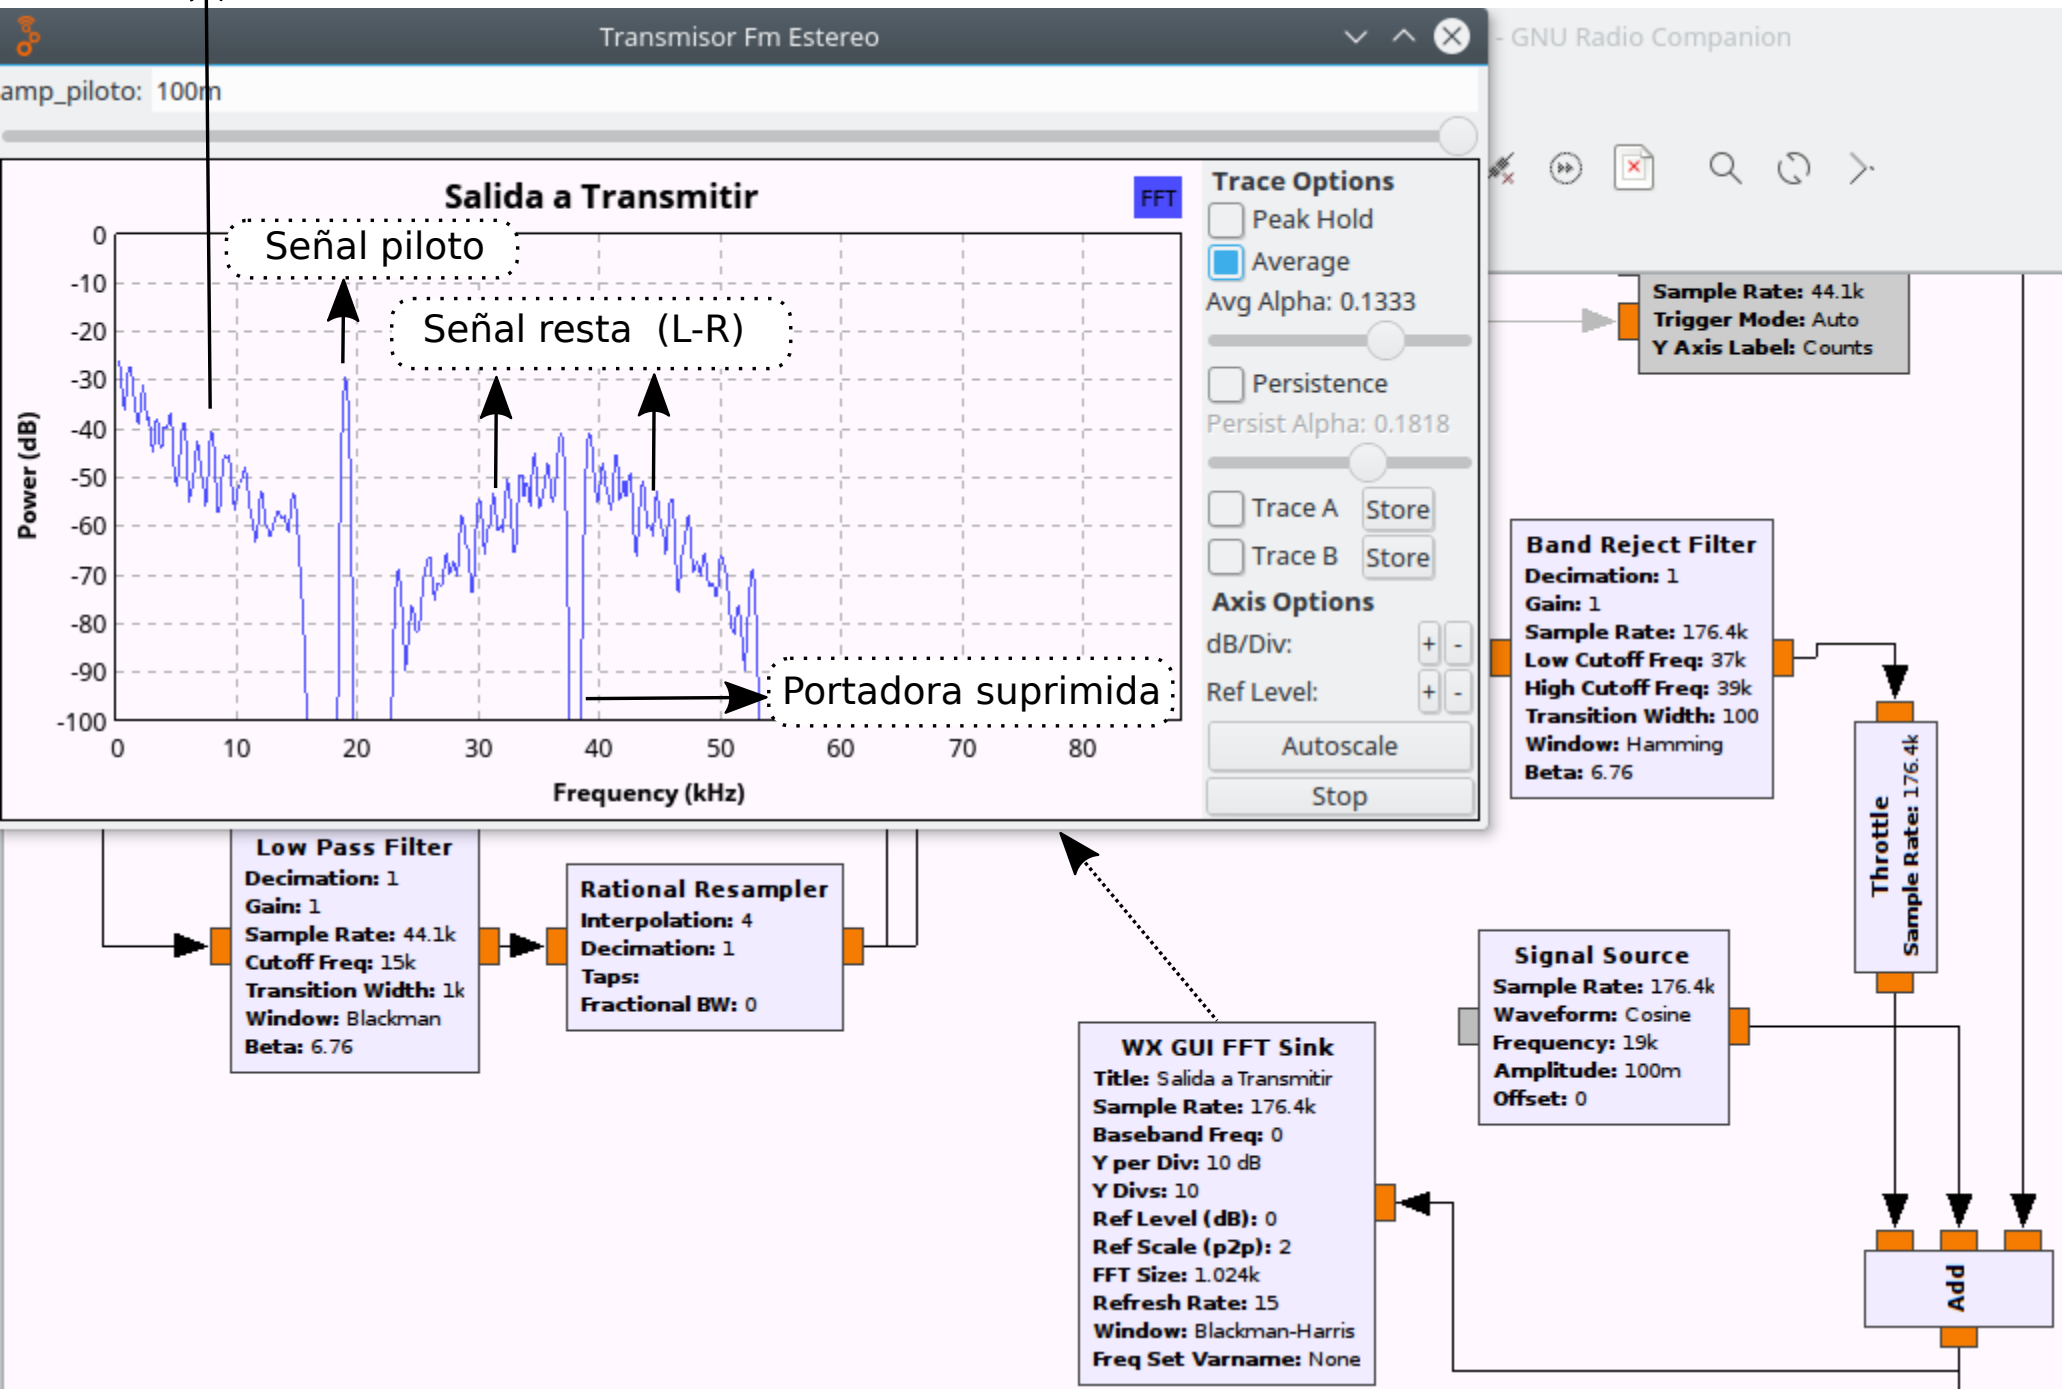 Transmisor Fm Estereo
- GNU Radio Companion
amp_piloto: 100m
Salida a Transmitir
FFT
Señal piloto
Señal resta (L-R)
Portadora suprimida
Power (dB)
0
-10
-20
-30
-40
-50
-60
-70
-80
-90
-100
0 10 20 30 40 50 60 70 80
Frequency (kHz)
Trace Options
Peak Hold
Average
Avg Alpha: 0.1333
Persistence
Persist Alpha: 0.1818
Trace A Store
Trace B Store
Axis Options
dB/Div: + -
Ref Level: + -
Autoscale
Stop
Sample Rate: 44.1k
Trigger Mode: Auto
Y Axis Label: Counts
Band Reject Filter
Decimation: 1
Gain: 1
Sample Rate: 176.4k
Low Cutoff Freq: 37k
High Cutoff Freq: 39k
Transition Width: 100
Window: Hamming
Beta: 6.76
Throttle
Sample Rate: 176.4k
Low Pass Filter
Decimation: 1
Gain: 1
Sample Rate: 44.1k
Cutoff Freq: 15k
Transition Width: 1k
Window: Blackman
Beta: 6.76
Rational Resampler
Interpolation: 4
Decimation: 1
Taps:
Fractional BW: 0
Signal Source
Sample Rate: 176.4k
Waveform: Cosine
Frequency: 19k
Amplitude: 100m
Offset: 0
WX GUI FFT Sink
Title: Salida a Transmitir
Sample Rate: 176.4k
Baseband Freq: 0
Y per Div: 10 dB
Y Divs: 10
Ref Level (dB): 0
Ref Scale (p2p): 2
FFT Size: 1.024k
Refresh Rate: 15
Window: Blackman-Harris
Freq Set Varname: None
Add